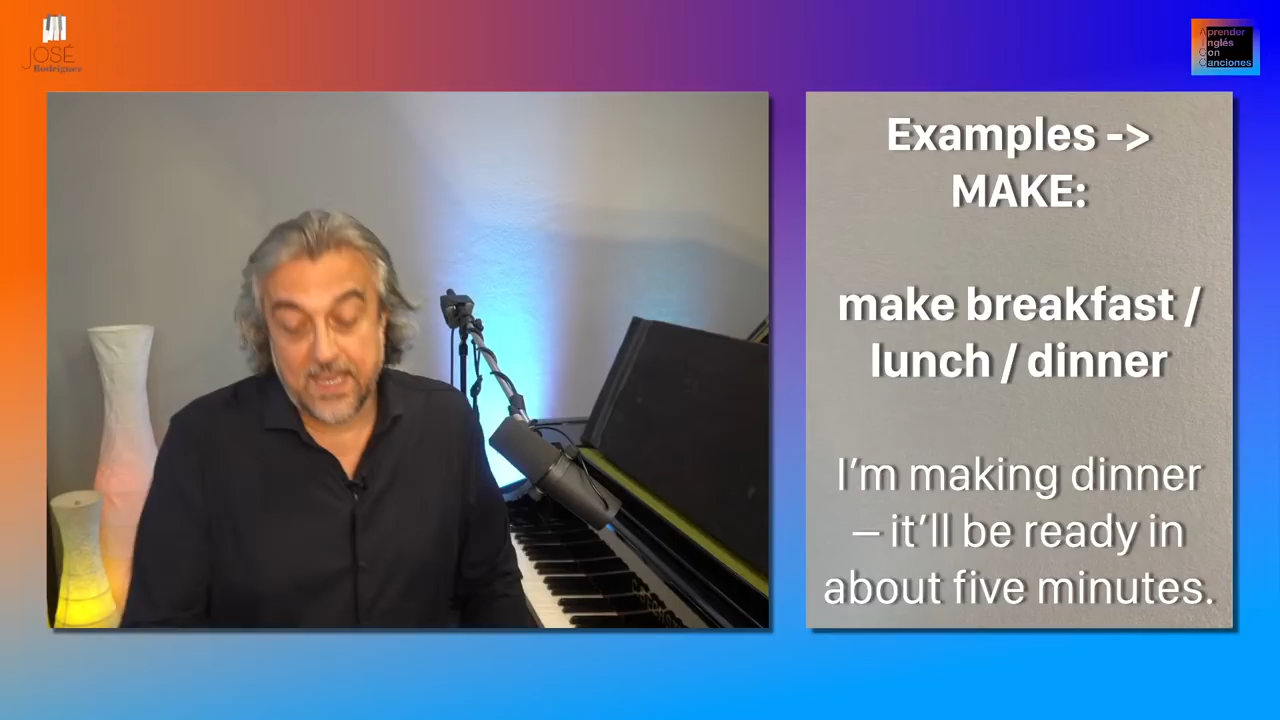 JOSÉ
Rodríguez
Aprender
Inglés
Con
Canciones
Examples ->
MAKE:
make breakfast /
lunch / dinner
I’m making dinner
– it’ll be ready in
about five minutes.